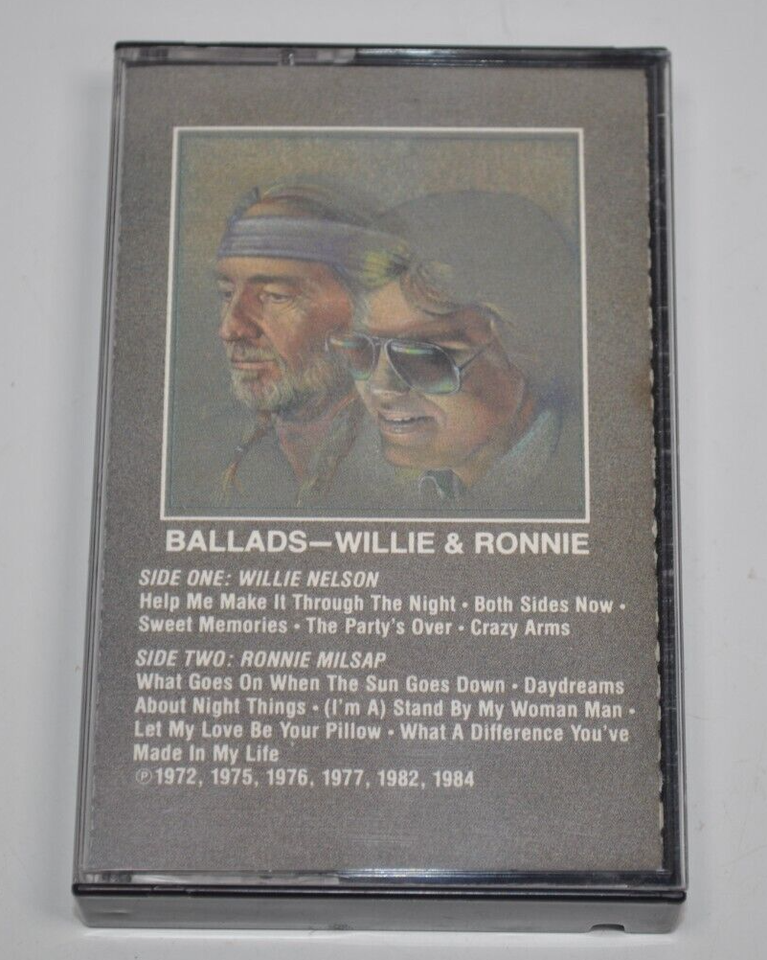 BALLADS—WILLIE & RONNIE
SIDE ONE: WILLIE NELSON
Help Me Make It Through The Night • Both Sides Now •
Sweet Memories • The Party's Over • Crazy Arms
SIDE TWO: RONNIE MILSAP
What Goes On When The Sun Goes Down • Daydreams
About Night Things • (I'm A) Stand By My Woman Man •
Let My Love Be Your Pillow • What A Difference You've
Made In My Life
℗1972, 1975, 1976, 1977, 1982, 1984